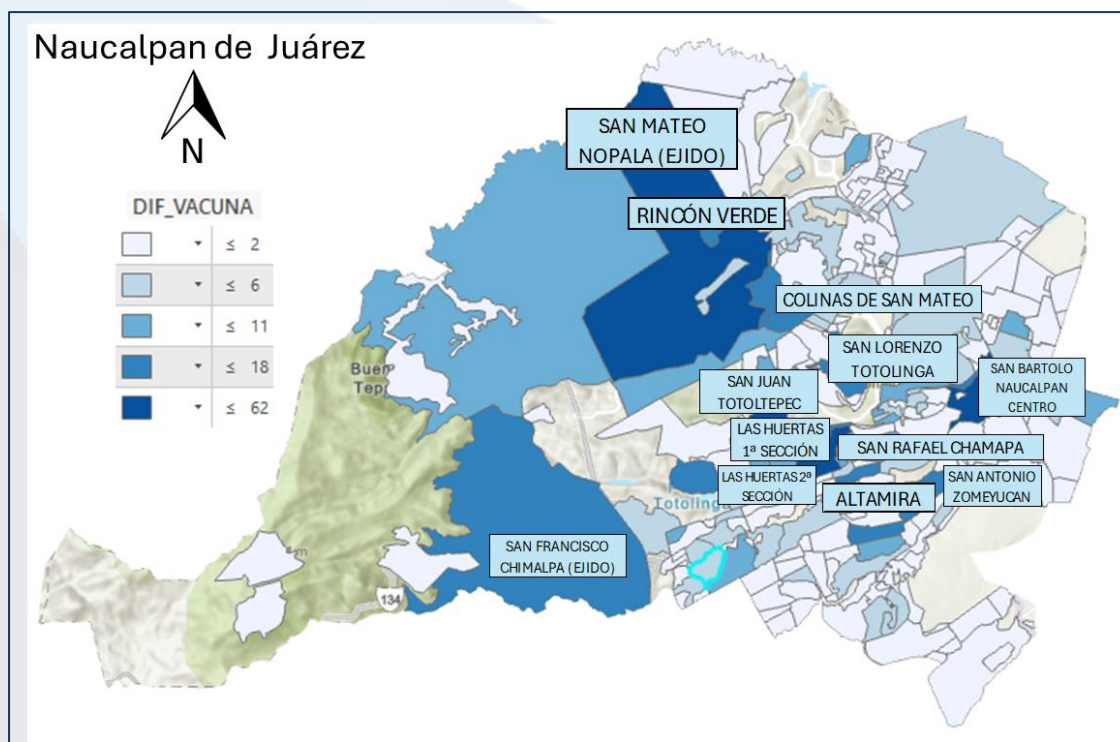 Naucalpan de Juárez
N
DIF_VACUNA
≤ 2
≤ 6
≤ 11
≤ 18
≤ 62
SAN MATEO
NOPALA (EJIDO)
RINCÓN VERDE
COLINAS DE SAN MATEO
SAN LORENZO
TOTOLINGA
SAN BARTOLO
NAUCALPAN
CENTRO
SAN JUAN
TOTOLTEPEC
LAS HUERTAS
1ª SECCIÓN
SAN RAFAEL CHAMAPA
LAS HUERTAS 2ª
SECCIÓN
ALTAMIRA
SAN ANTONIO
ZOMEYUCAN
Totolinga
SAN FRANCISCO
CHIMALPA (EJIDO)
134